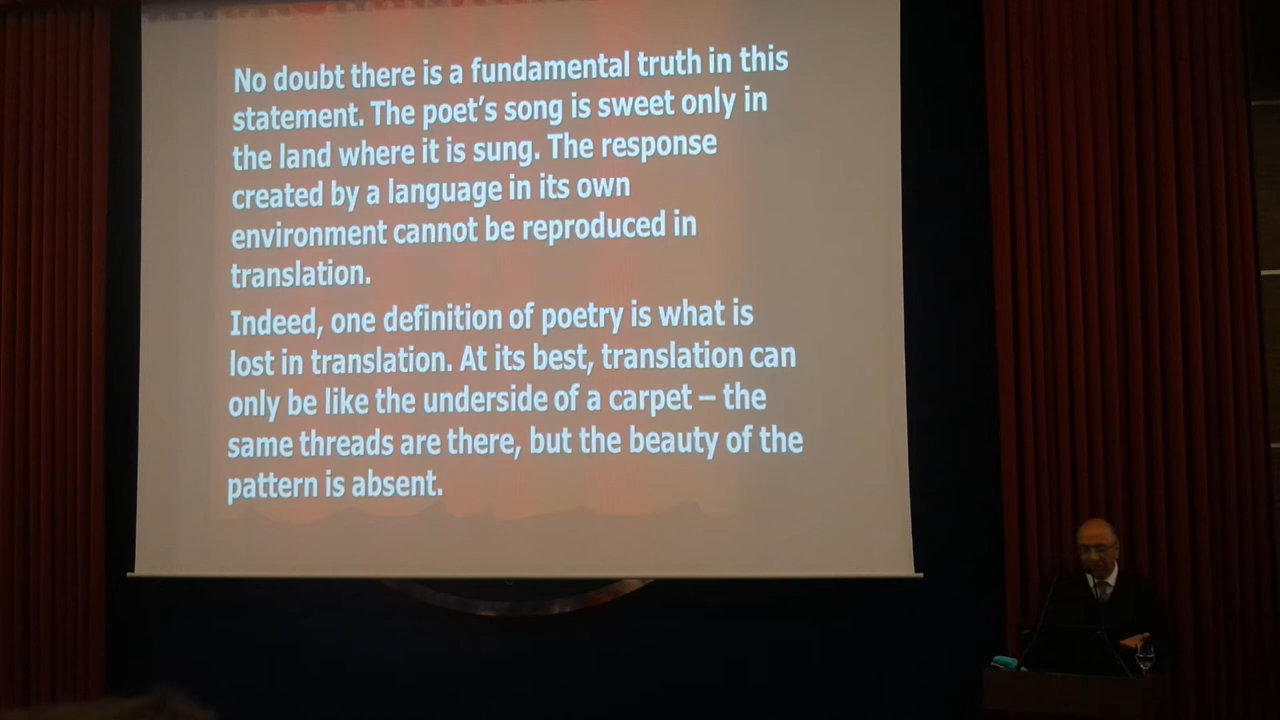 No doubt there is a fundamental truth in this
statement. The poet’s song is sweet only in
the land where it is sung. The response
created by a language in its own
environment cannot be reproduced in
translation.
Indeed, one definition of poetry is what is
lost in translation. At its best, translation can
only be like the underside of a carpet – the
same threads are there, but the beauty of the
pattern is absent.